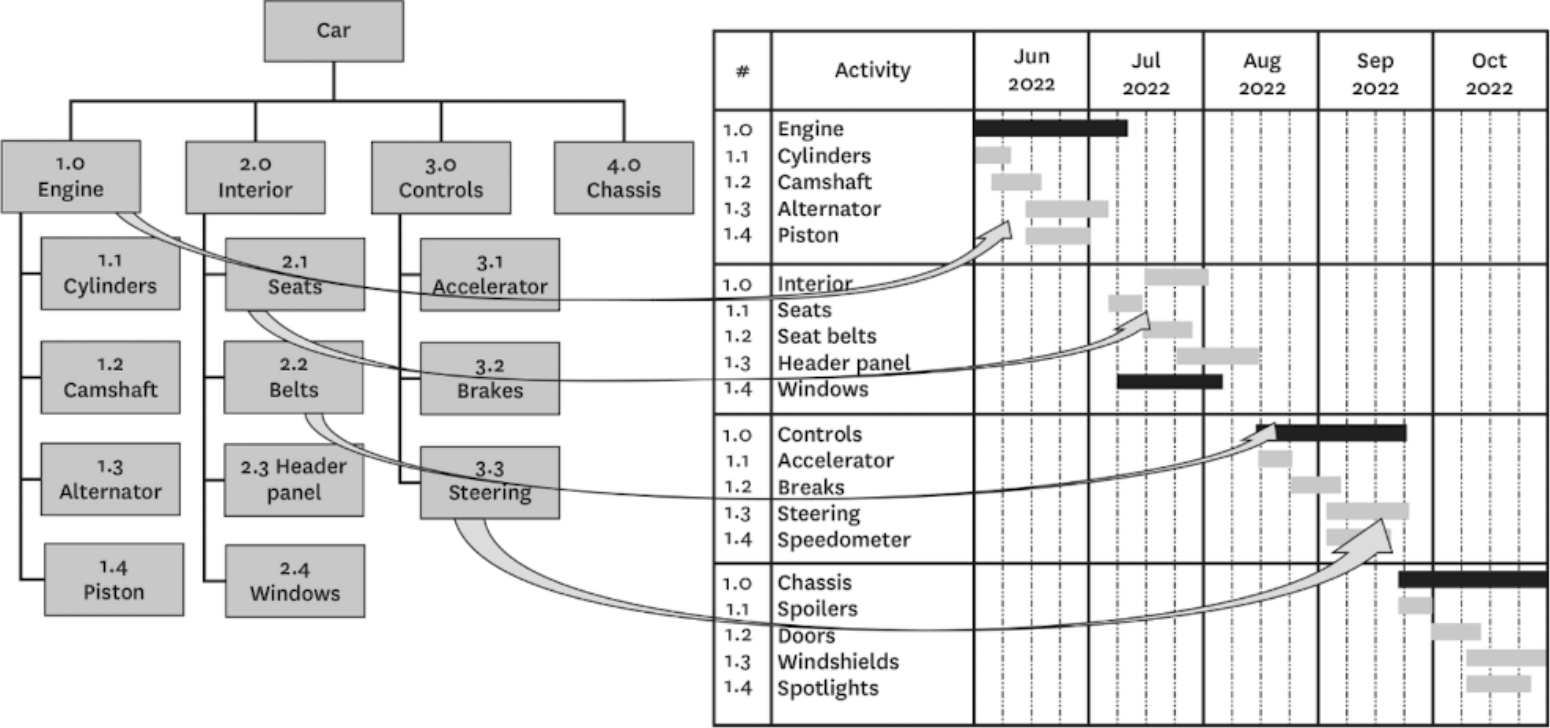 Car
1.0
Engine
2.0
Interior
3.0
Controls
4.0
Chassis
1.1
Cylinders
2.1
Seats
3.1
Accelerator
1.2
Camshaft
2.2
Belts
3.2
Brakes
1.3
Alternator
2.3 Header
panel
3.3
Steering
1.4
Piston
2.4
Windows
# Activity Jun 2022 Jul 2022 Aug 2022 Sep 2022 Oct 2022
1.0 Engine
1.1 Cylinders
1.2 Camshaft
1.3 Alternator
1.4 Piston
1.0 Interior
1.1 Seats
1.2 Seat belts
1.3 Header panel
1.4 Windows
1.0 Controls
1.1 Accelerator
1.2 Breaks
1.3 Steering
1.4 Speedometer
1.0 Chassis
1.1 Spoilers
1.2 Doors
1.3 Windshields
1.4 Spotlights